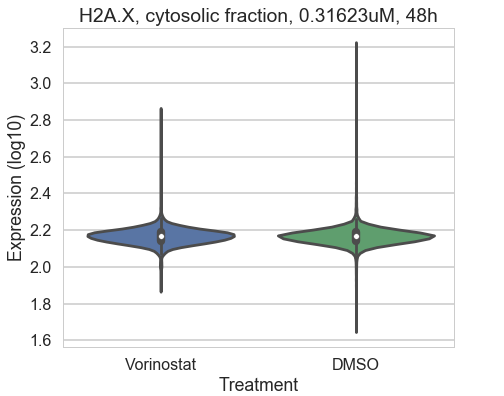 H2A.X, cytosolic fraction, 0.31623uM, 48h
Expression (log10)
3.2
3.0
2.8
2.6
2.4
2.2
2.0
1.8
1.6
Vorinostat
DMSO
Treatment